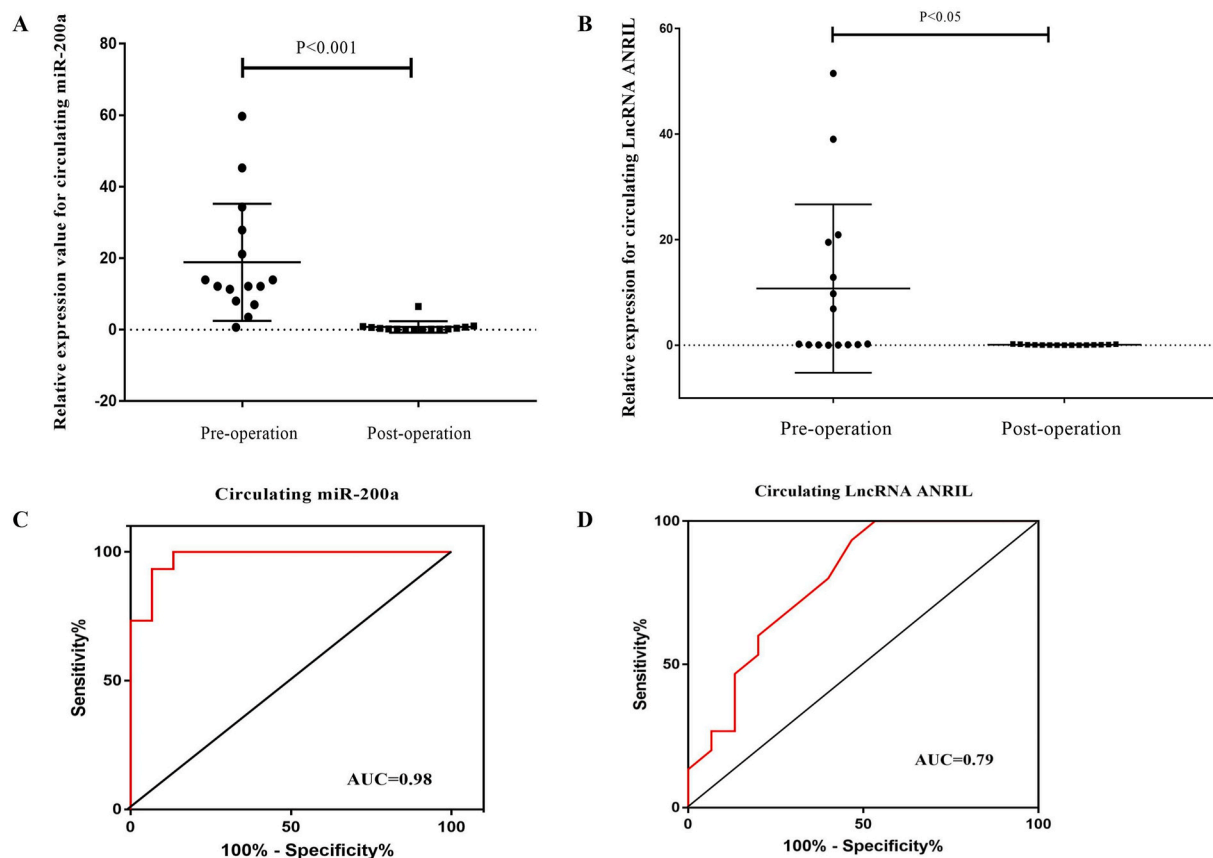 A
Relative expression value for circulating miR-200a
P<0.001
80
60
40
20
0
-20
Pre-operation
Post-operation
B
Relative expression for circulating LncRNA ANRIL
P<0.05
60
40
20
0
Pre-operation
Post-operation
C
Circulating miR-200a
Sensitivity%
100
50
0
AUC=0.98
0
50
100
100% - Specificity%
D
Circulating LncRNA ANRIL
Sensitivity%
100
50
0
AUC=0.79
0
50
100
100% - Specificity%